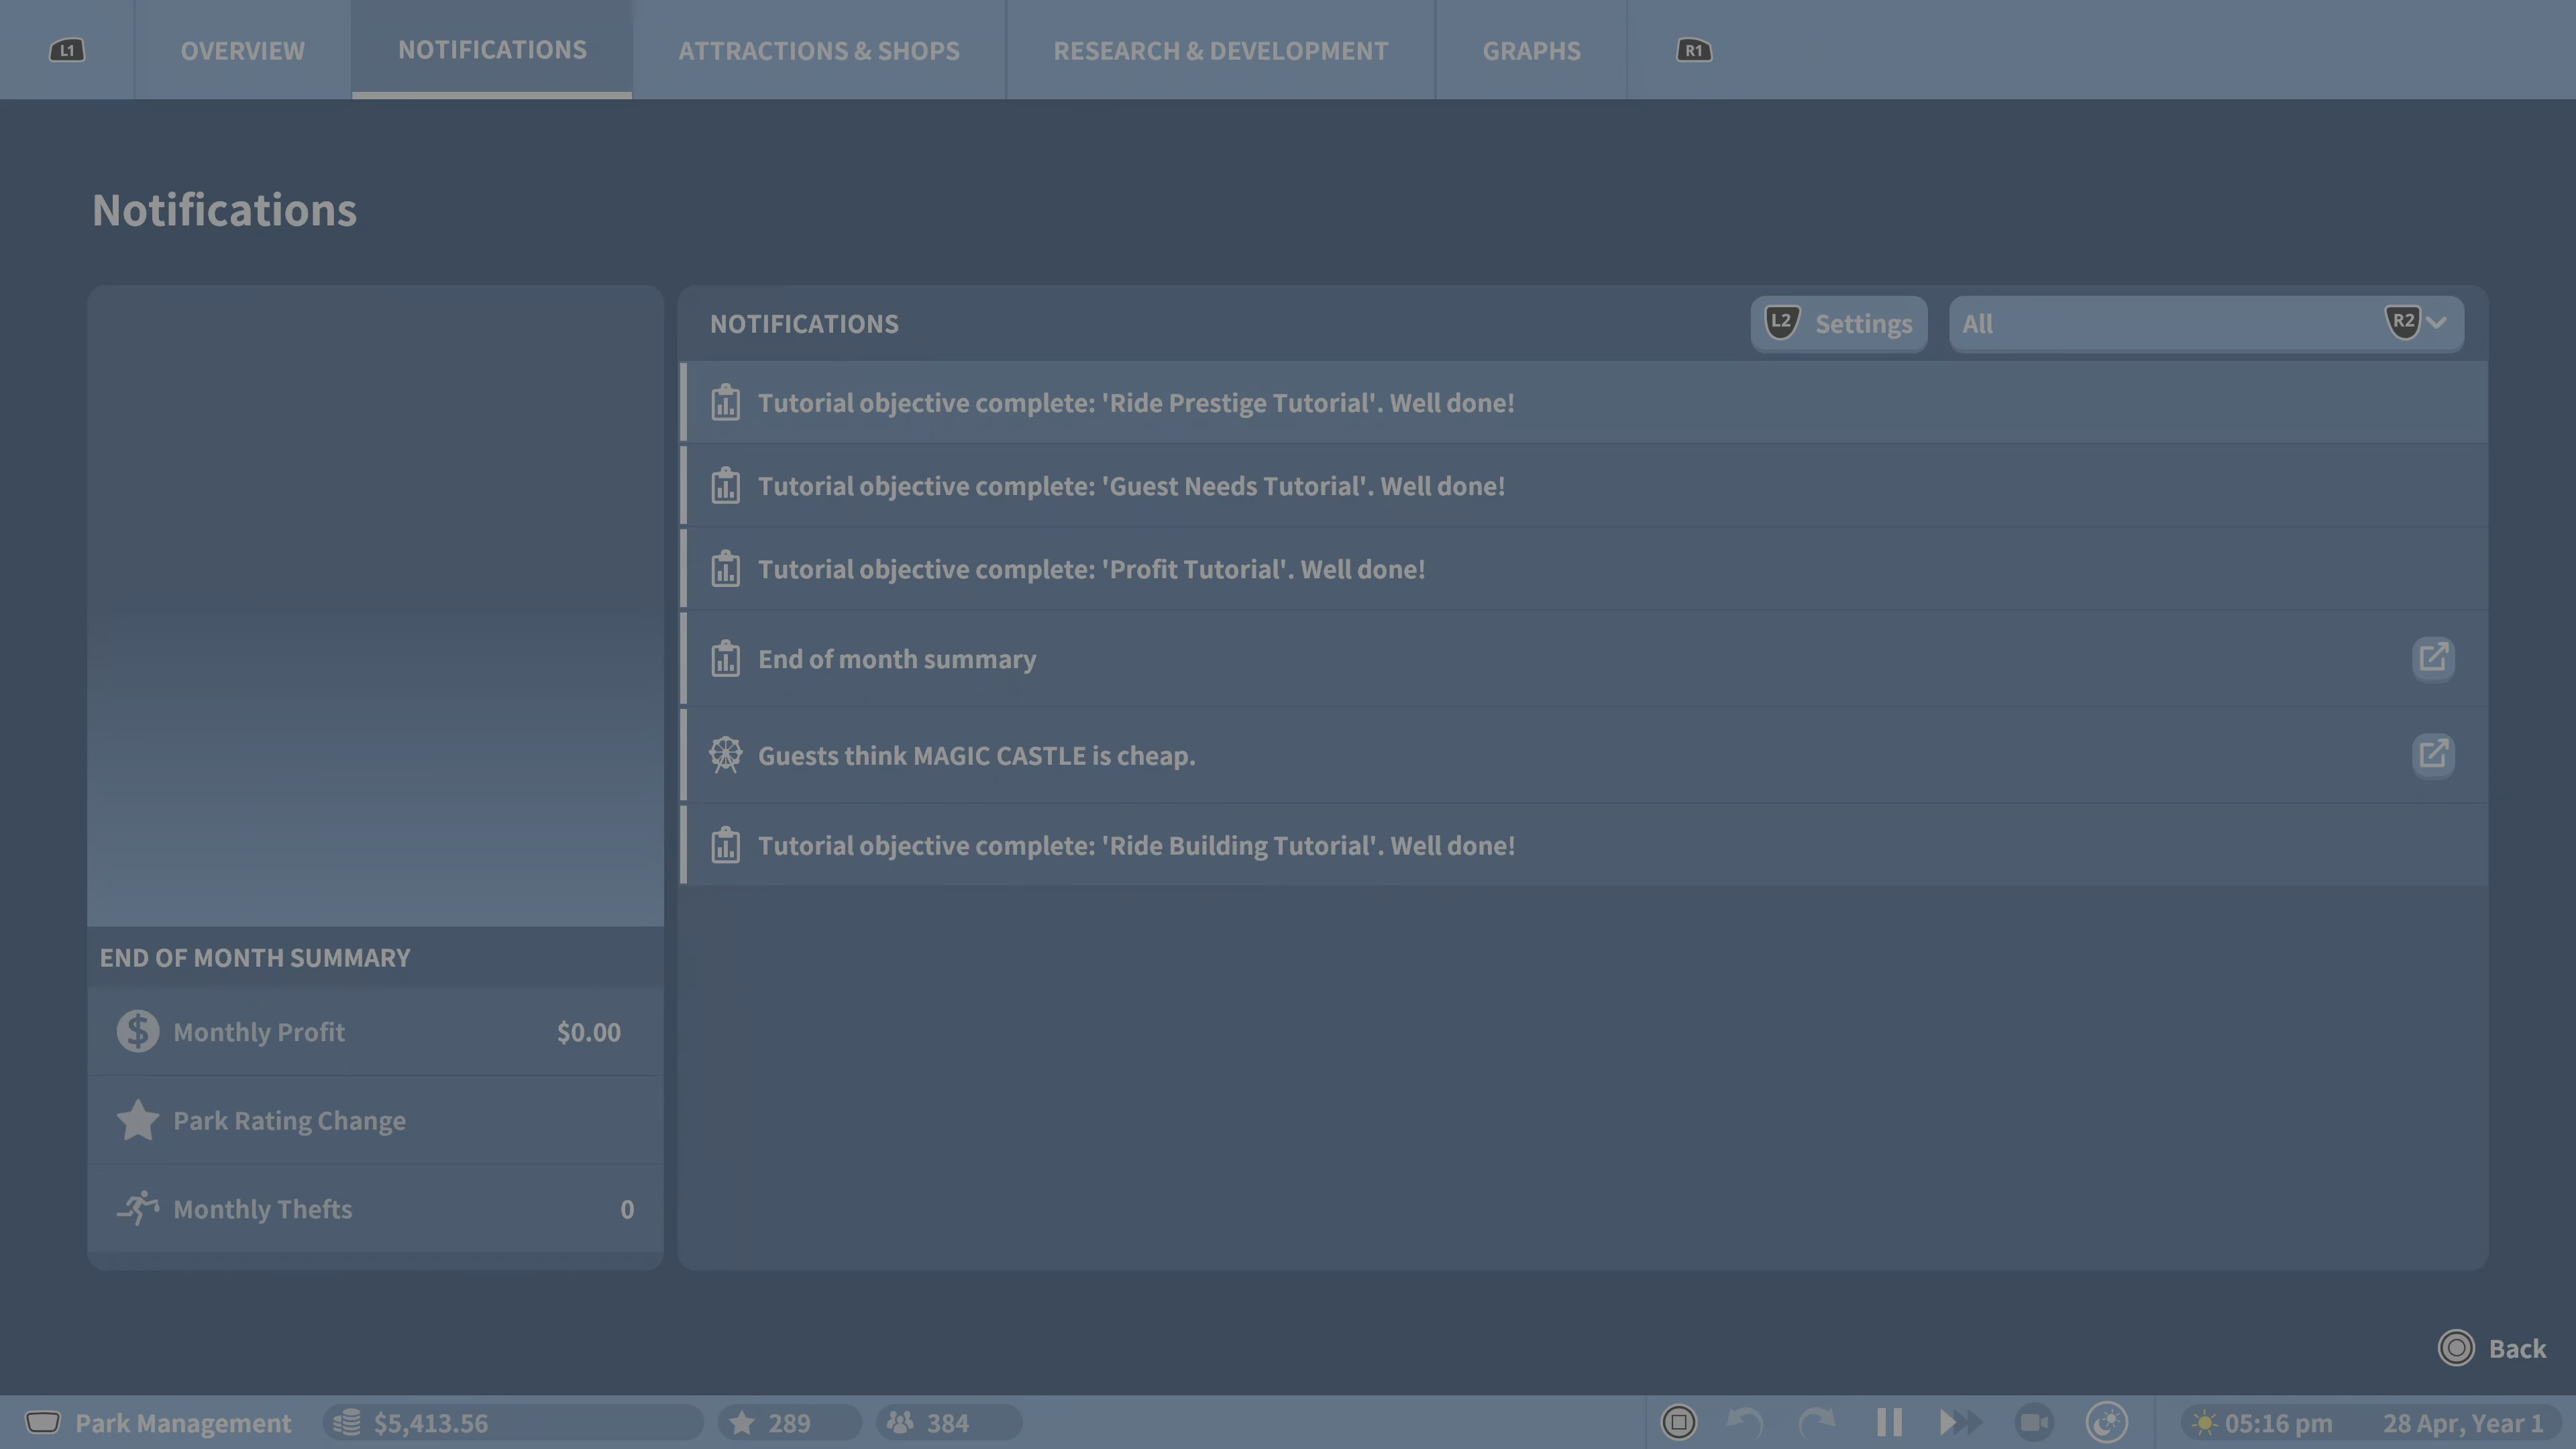 L1
OVERVIEW
NOTIFICATIONS
ATTRACTIONS & SHOPS
RESEARCH & DEVELOPMENT
GRAPHS
R1
Notifications
NOTIFICATIONS
L2 Settings
All R2
Tutorial objective complete: 'Ride Prestige Tutorial'. Well done!
Tutorial objective complete: 'Guest Needs Tutorial'. Well done!
Tutorial objective complete: 'Profit Tutorial'. Well done!
End of month summary
Guests think MAGIC CASTLE is cheap.
Tutorial objective complete: 'Ride Building Tutorial'. Well done!
END OF MONTH SUMMARY
Monthly Profit $0.00
Park Rating Change
Monthly Thefts 0
Back
Park Management
$5,413.56
289
384
05:16 pm
28 Apr, Year 1